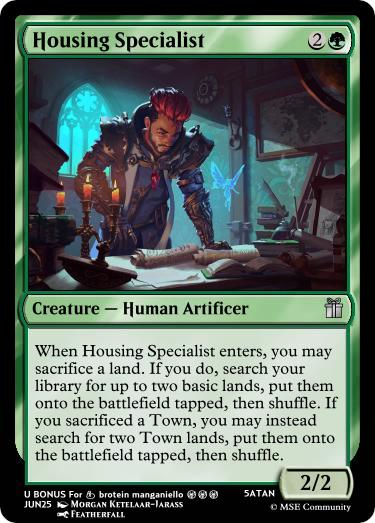 Housing Specialist 2
Creature — Human Artificer
When Housing Specialist enters, you may
sacrifice a land. If you do, search your
library for up to two basic lands, put them
onto the battlefield tapped, then shuffle. If
you sacrificed a Town, you may instead
search for two Town lands, put them onto
the battlefield tapped, then shuffle.
2/2
U BONUS For brotein manganiello 5ATAN
JUN25 Morgan Ketelaar-Jarass
Featherfall
© MSE Community